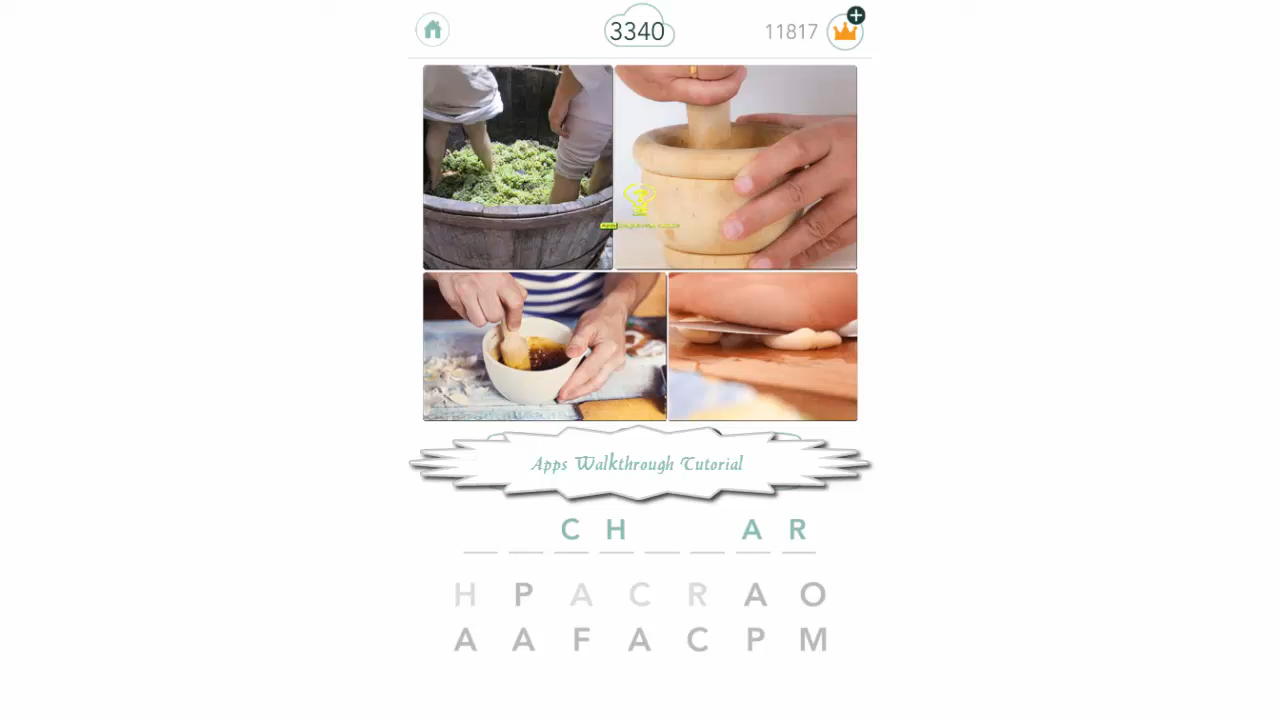 3340
11817
Apps Walkthrough Tutorial
C H A R
H P A C R A O
A A F A C P M